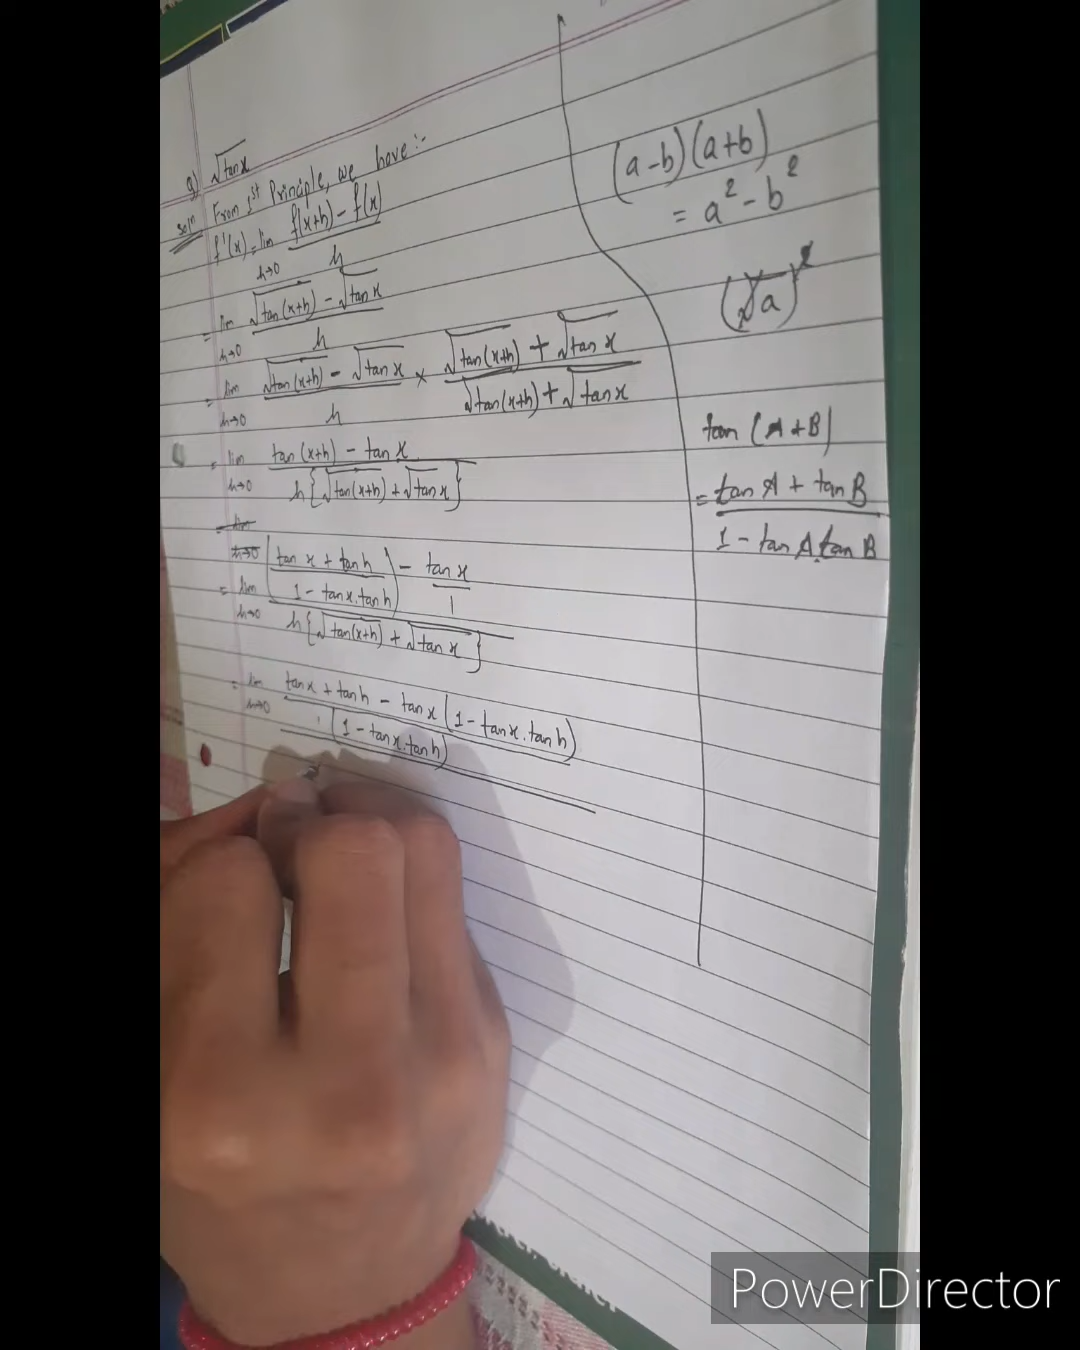 g) √tanx
soln From 1st Principle, we have :-
f'(x) = lim h→0 f(x+h) - f(x) / h
= lim h→0 √tan(x+h) - √tan x / h
= lim h→0 √tan(x+h) - √tan x / h × √tan(x+h) + √tan x / √tan(x+h) + √tan x
= lim h→0 tan(x+h) - tan x / h{√tan(x+h) + √tan x}
= lim h→0 (tan x + tan h / 1 - tan x.tan h) - tan x / 1 / h{√tan(x+h) + √tan x}
= lim h→0 tan x + tan h - tan x (1 - tan x.tan h) / (1 - tan x.tan h)
(a-b)(a+b)
= a² - b²
(√a)²
tan (A+B)
= tan A + tan B
1 - tan A.tan B
PowerDirector